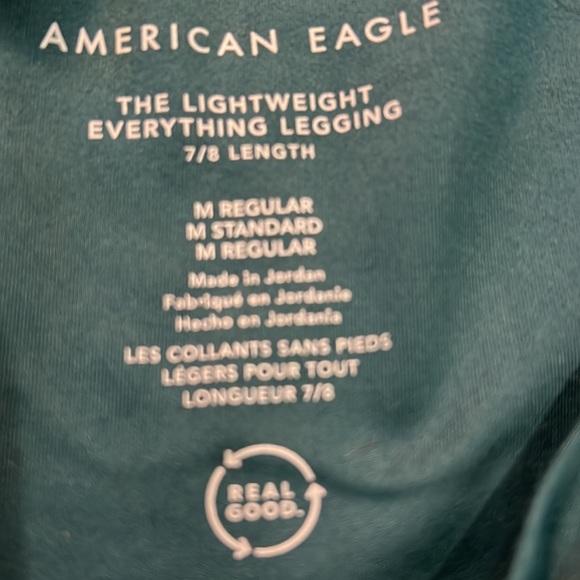 AMERICAN EAGLE
THE LIGHTWEIGHT
EVERYTHING LEGGING
7/8 LENGTH
M REGULAR
M STANDARD
M REGULAR
Made in Jordan
Fabriqué en Jordanie
Hecho en Jordania
LES COLLANTS SANS PIEDS
LÉGERS POUR TOUT
LONGUEUR 7/8
REAL
GOOD.